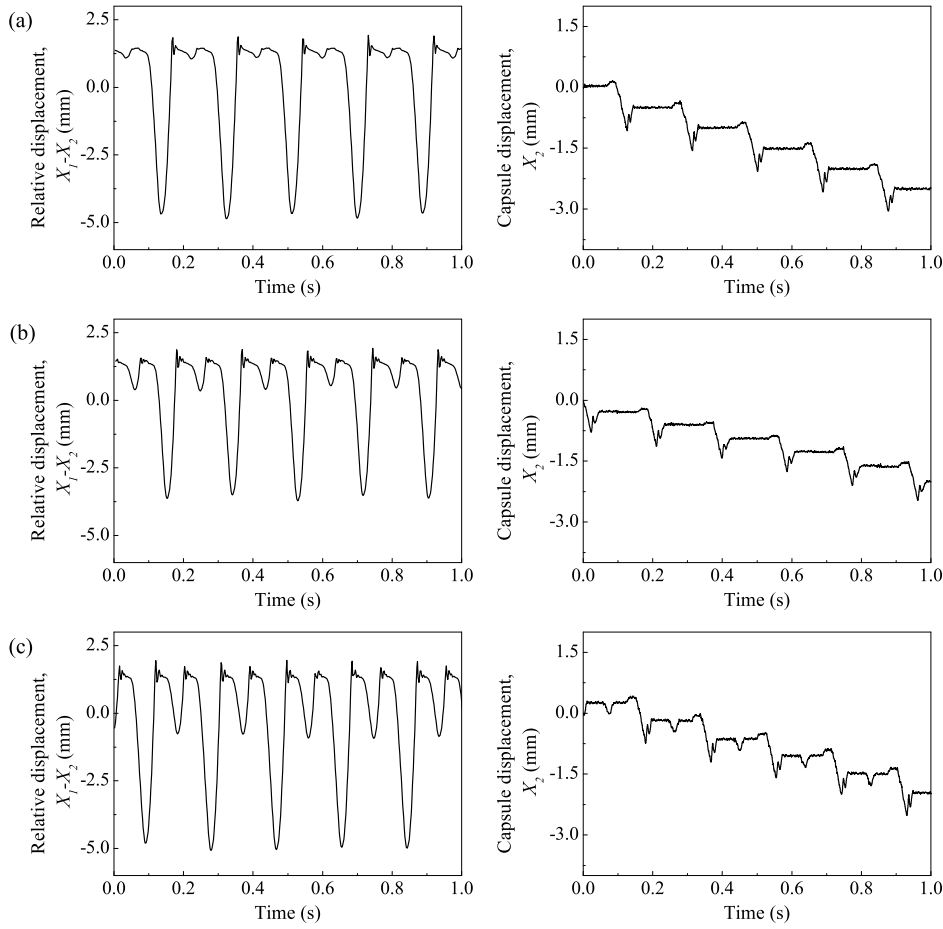 (a)
Relative displacement,
X1-X2 (mm)
2.5
0.0
-2.5
-5.0
0.0 0.2 0.4 0.6 0.8 1.0
Time (s)
Capsule displacement,
X2 (mm)
1.5
0.0
-1.5
-3.0
0.0 0.2 0.4 0.6 0.8 1.0
Time (s)
(b)
Relative displacement,
X1-X2 (mm)
2.5
0.0
-2.5
-5.0
0.0 0.2 0.4 0.6 0.8 1.0
Time (s)
Capsule displacement,
X2 (mm)
1.5
0.0
-1.5
-3.0
0.0 0.2 0.4 0.6 0.8 1.0
Time (s)
(c)
Relative displacement,
X1-X2 (mm)
2.5
0.0
-2.5
-5.0
0.0 0.2 0.4 0.6 0.8 1.0
Time (s)
Capsule displacement,
X2 (mm)
1.5
0.0
-1.5
-3.0
0.0 0.2 0.4 0.6 0.8 1.0
Time (s)